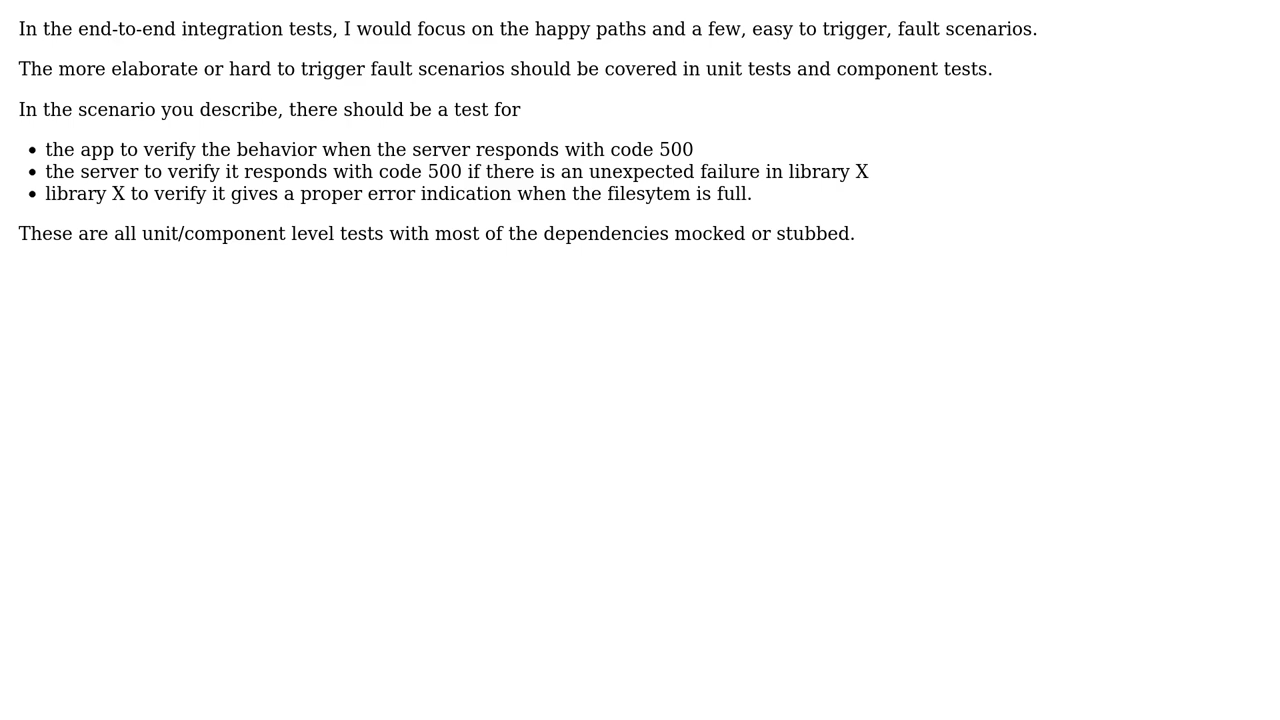 In the end-to-end integration tests, I would focus on the happy paths and a few, easy to trigger, fault scenarios.
The more elaborate or hard to trigger fault scenarios should be covered in unit tests and component tests.
In the scenario you describe, there should be a test for
• the app to verify the behavior when the server responds with code 500
• the server to verify it responds with code 500 if there is an unexpected failure in library X
• library X to verify it gives a proper error indication when the filesytem is full.
These are all unit/component level tests with most of the dependencies mocked or stubbed.